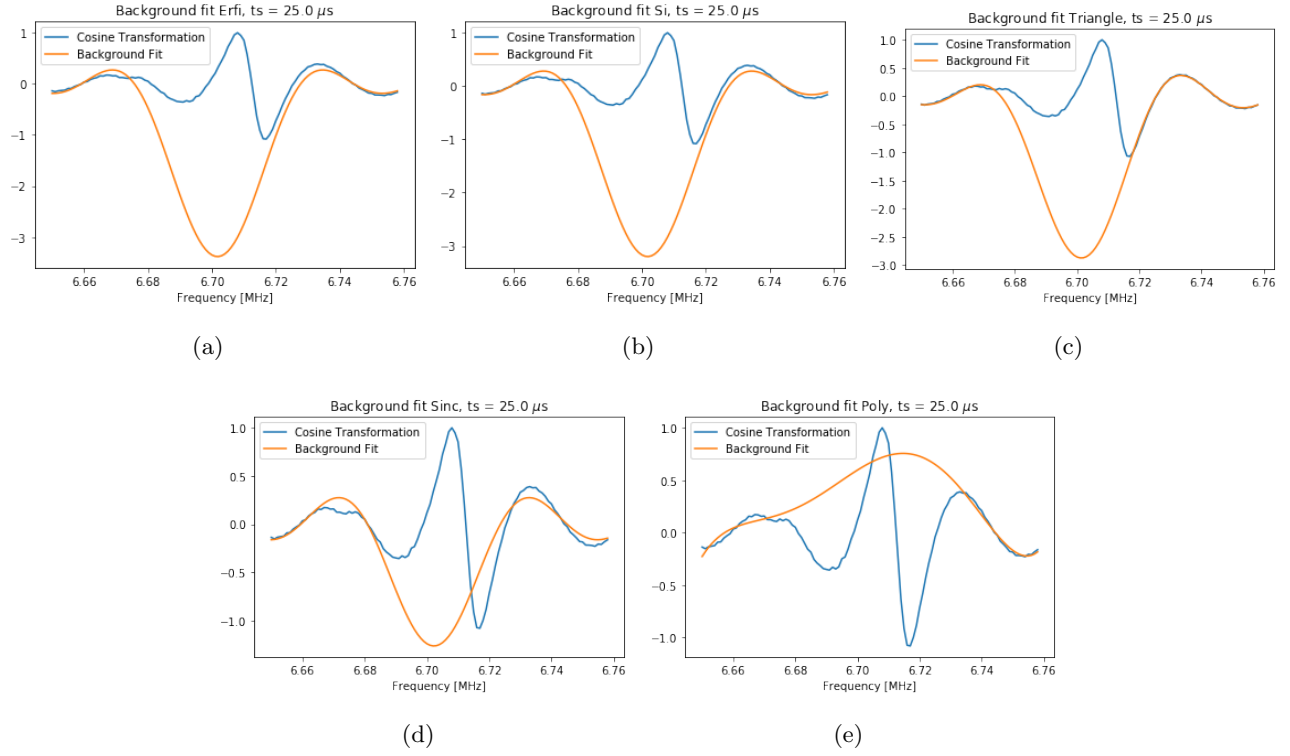 Background fit Erfi, ts = 25.0 μs
Cosine Transformation
Background Fit
1
0
−1
−2
−3
6.66 6.68 6.70 6.72 6.74 6.76
Frequency [MHz]
(a)
Background fit Si, ts = 25.0 μs
Cosine Transformation
Background Fit
1
0
−1
−2
−3
6.66 6.68 6.70 6.72 6.74 6.76
Frequency [MHz]
(b)
Background fit Triangle, ts = 25.0 μs
Cosine Transformation
Background Fit
1.0
0.5
0.0
−0.5
−1.0
−1.5
−2.0
−2.5
−3.0
6.66 6.68 6.70 6.72 6.74 6.76
Frequency [MHz]
(c)
Background fit Sinc, ts = 25.0 μs
Cosine Transformation
Background Fit
1.0
0.5
0.0
−0.5
−1.0
6.66 6.68 6.70 6.72 6.74 6.76
Frequency [MHz]
(d)
Background fit Poly, ts = 25.0 μs
Cosine Transformation
Background Fit
1.0
0.5
0.0
−0.5
−1.0
6.66 6.68 6.70 6.72 6.74 6.76
Frequency [MHz]
(e)